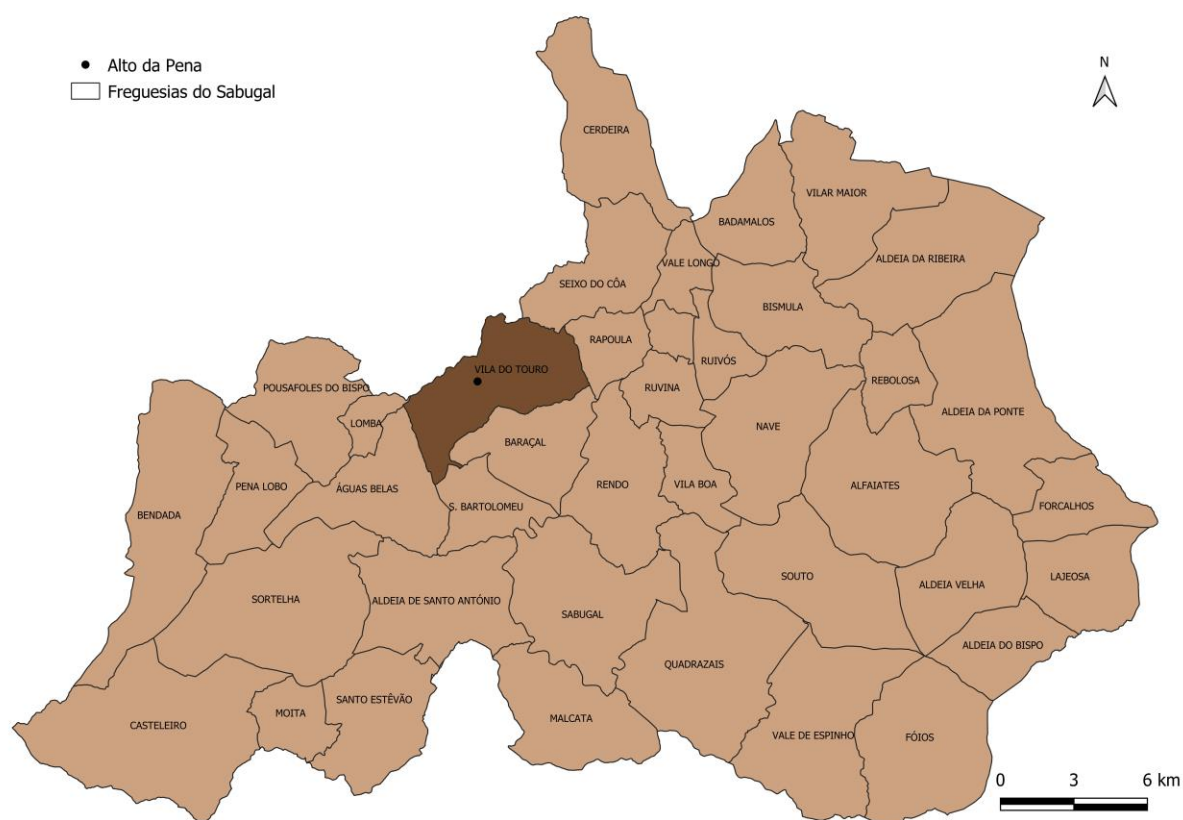 Alto da Pena
Freguesias do Sabugal
N
CERDEIRA
VILAR MAIOR
BADAMALOS
ALDEIA DA RIBEIRA
VALE LONGO
SEIXO DO CÔA
BISMULA
RAPOULA
RUIVÓS
VILA DO TOURO
REBOLOSA
POUSAFOLES DO BISPO
RUVINA
ALDEIA DA PONTE
LOMBA
NAVE
BARAÇAL
PENA LOBO
ÁGUAS BELAS
RENDO
VILA BOA
ALFAIATES
S. BARTOLOMEU
FORCALHOS
BENDADA
SOUTO
LAJEOSA
ALDEIA VELHA
SORTELHA
ALDEIA DE SANTO ANTÓNIO
SABUGAL
ALDEIA DO BISPO
QUADRAZAIS
SANTO ESTÊVÃO
MOITA
MALCATA
CASTELEIRO
VALE DE ESPINHO
FÓIOS
0 3 6 km